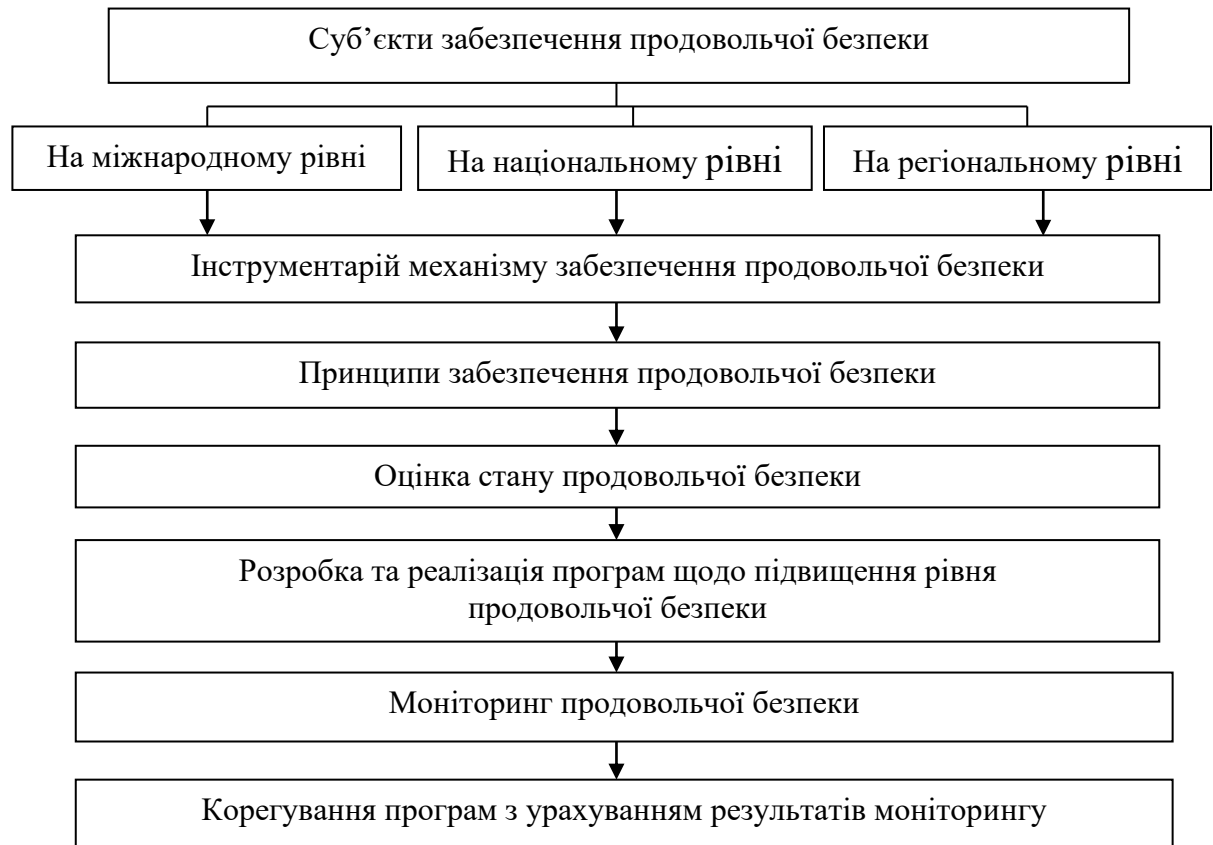 Суб’єкти забезпечення продовольчої безпеки
На міжнародному рівні
На національному рівні
На регіональному рівні
Інструментарій механізму забезпечення продовольчої безпеки
Принципи забезпечення продовольчої безпеки
Оцінка стану продовольчої безпеки
Розробка та реалізація програм щодо підвищення рівня
продовольчої безпеки
Моніторинг продовольчої безпеки
Корегування програм з урахуванням результатів моніторингу